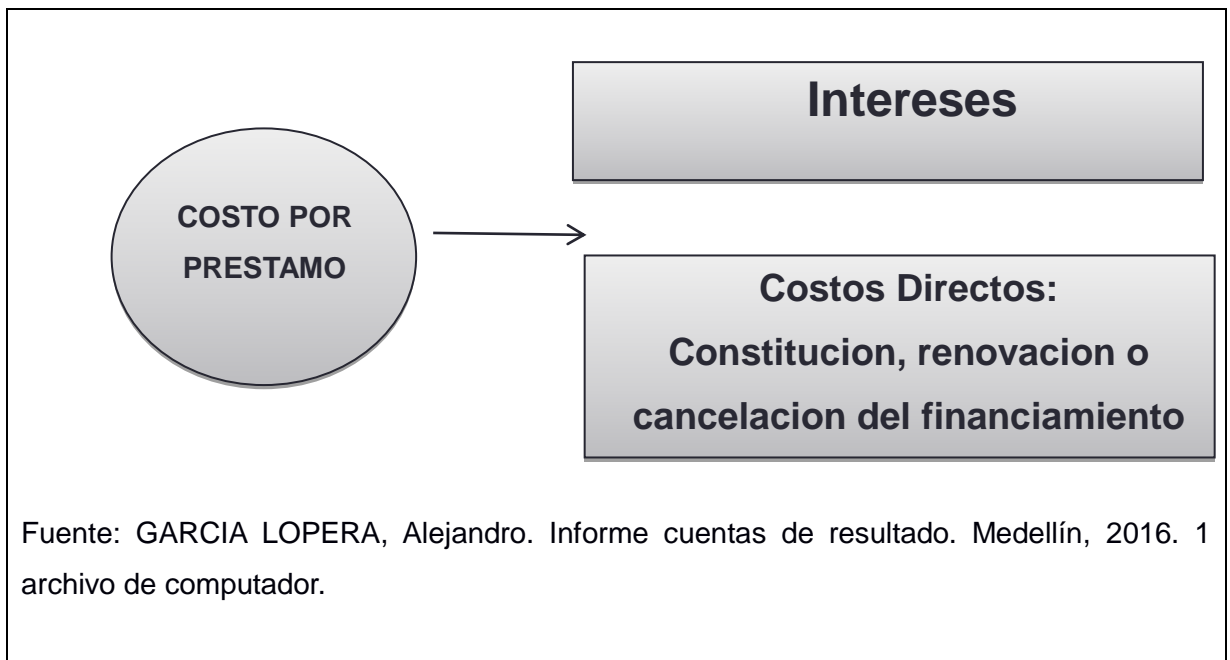 Intereses
COSTO POR
PRESTAMO
Costos Directos:
Constitucion, renovacion o
cancelacion del financiamiento
Fuente: GARCIA LOPERA, Alejandro. Informe cuentas de resultado. Medellín, 2016. 1
archivo de computador.